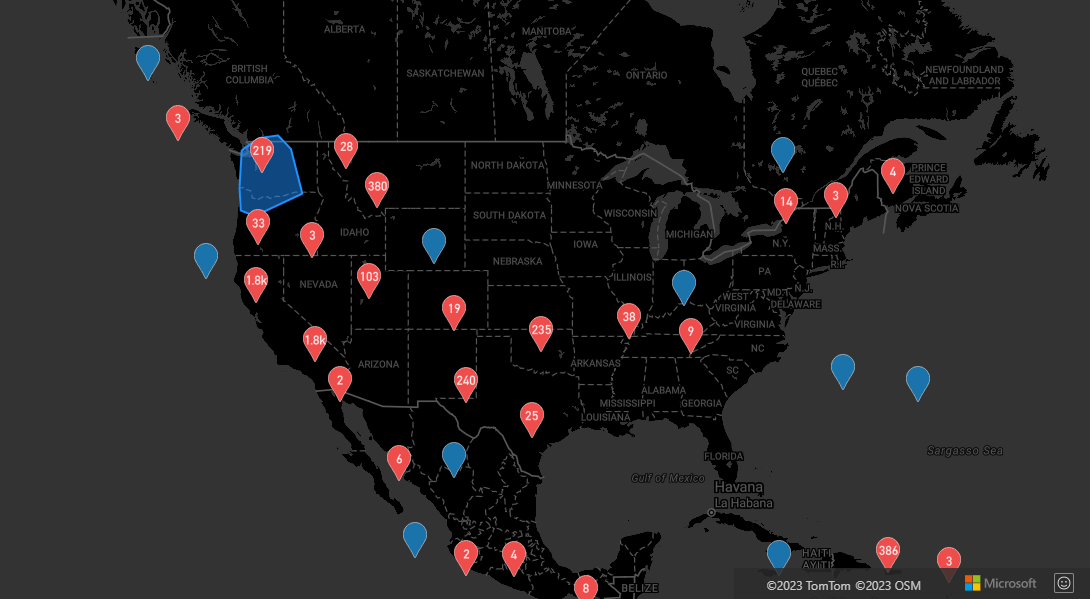 ALBERTA
MANITOBA
BRITISH
COLUMBIA
SASKATCHEWAN
ONTARIO
QUEBEC
QUÉBEC
NEWFOUNDLAND
AND LABRADOR
3
219
28
380
NORTH DAKOTA
MINNESOTA
4
PRINCE
EDWARD
ISLAND
NOVA SCOTIA
14
3
33
3
IDAHO
SOUTH DAKOTA
WISCONSIN
MICHIGAN
N.H.
N.Y.
MASS.
R.I.
IOWA
NEBRASKA
1.8k
NEVADA
103
ILLINOIS
PA
N.J.
MD.
DELAWARE
WEST
VIRGINIA
VIRGINIA
19
235
38
9
1.8k
ARIZONA
ARKANSAS
NC
SC
2
240
ALABAMA
MISSISSIPPI
GEORGIA
LOUISIANA
25
6
FLORIDA
Sargasso Sea
Gulf of Mexico
Havana
La Habana
2
4
8
BELIZE
HAITI
AYITI
386
3
©2023 TomTom ©2023 OSM
Microsoft